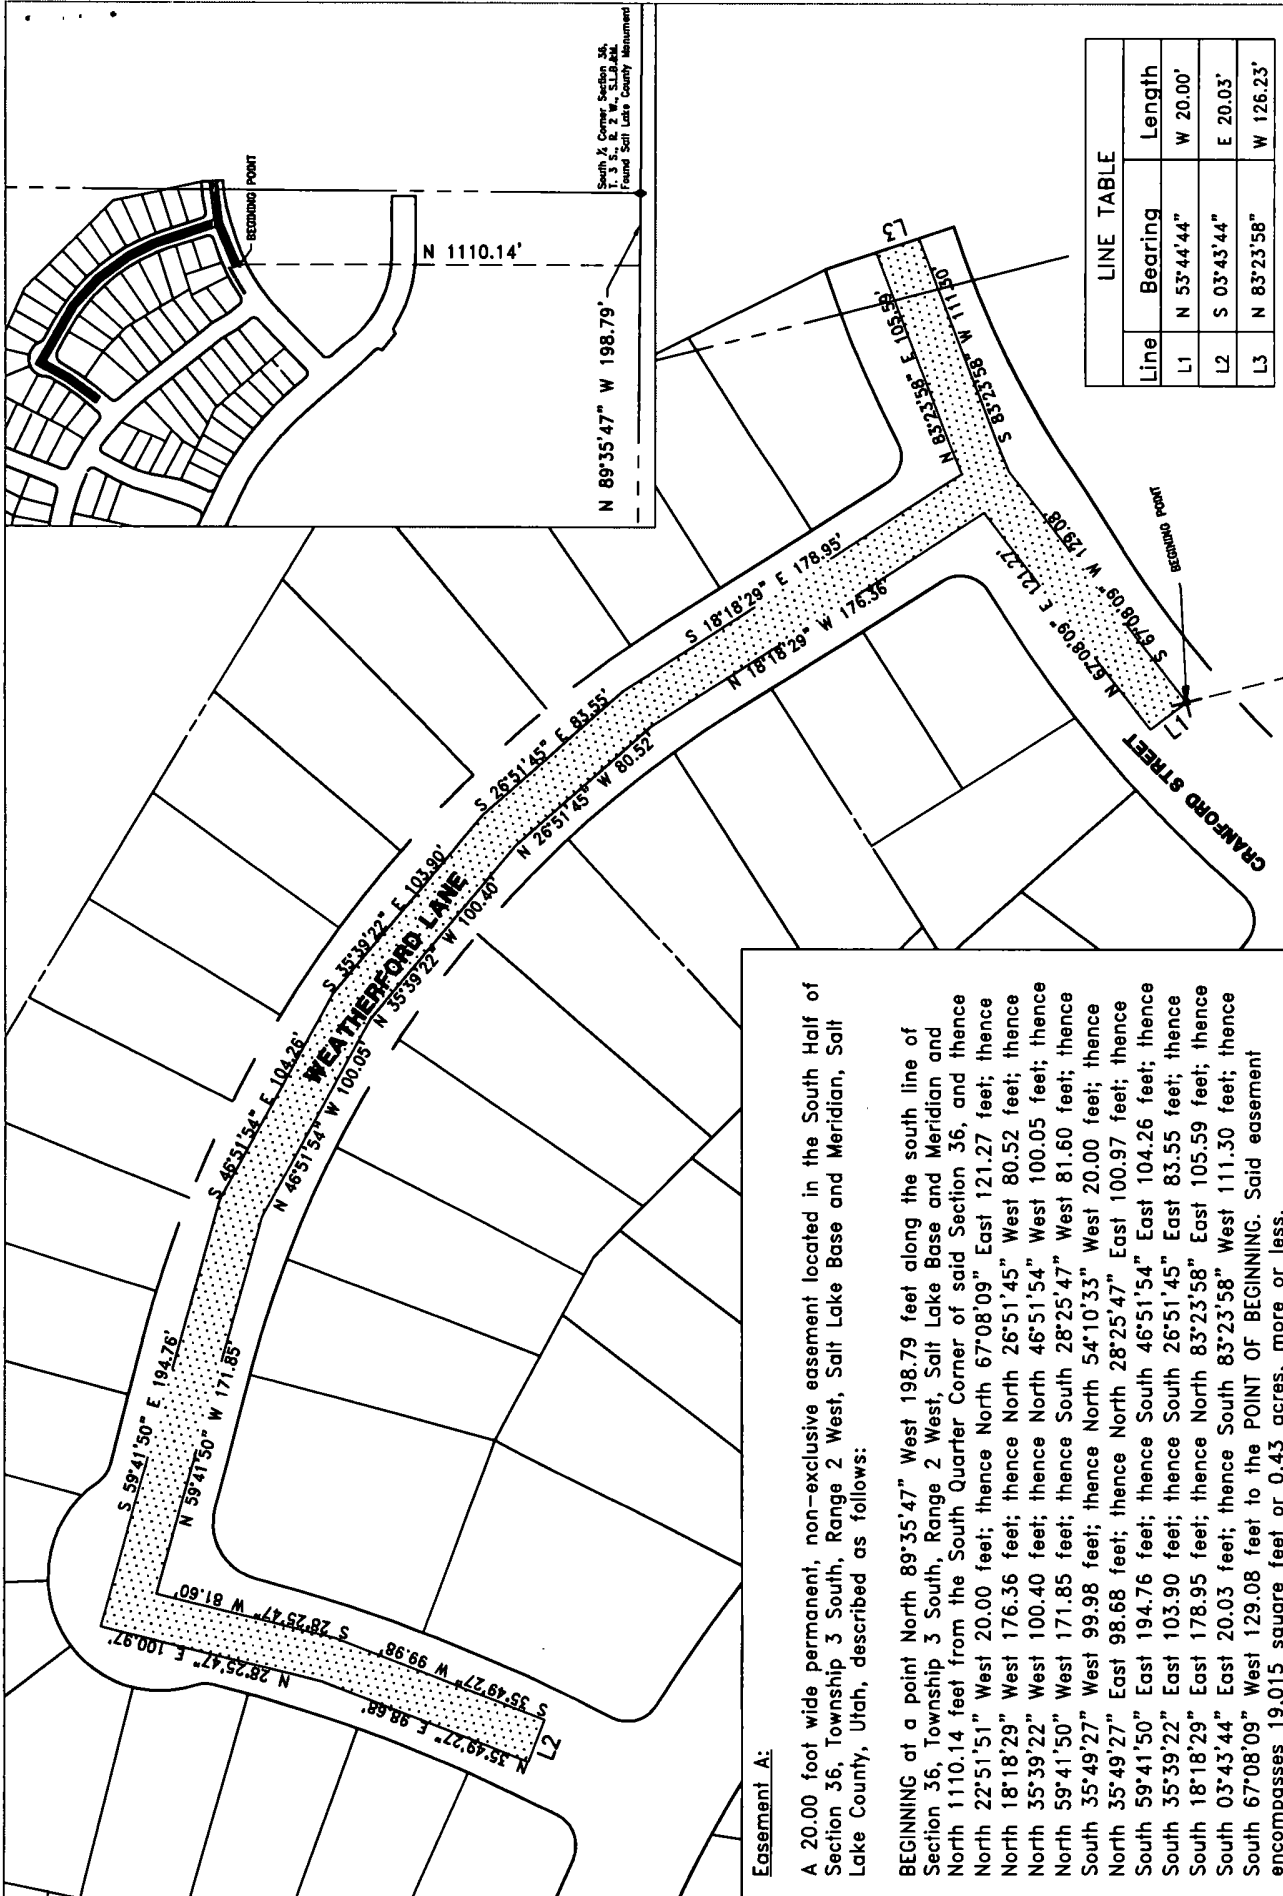 South ¼ Corner Section 36,
T. 3 S., R. 2 W., S.L.B.&M.
Found Salt Lake County Monument
BEGINNING POINT
N 1110.14'
N 89°35'47" W 198.79'
LINE TABLE
Line Bearing Length
L1 N 53°44'44" W 20.00'
L2 S 03°43'44" E 20.03'
L3 N 83°23'58" W 126.23'
L3
N 83°23'58" E 105.59'
S 83°23'58" W 111.30'
S 18°18'29" E 178.95'
N 18°18'29" W 176.36'
N 67°08'09" E 121.27'
S 67°08'09" W 129.08'
BEGINNING POINT
L1
CRANFORD STREET
S 26°51'45" E 83.55'
N 26°51'45" W 80.52'
S 35°39'22" E 103.90'
WEATHERFORD LANE
N 35°39'22" W 100.40'
S 46°51'54" E 104.26'
N 46°51'54" W 100.05'
S 59°41'50" E 194.76'
N 59°41'50" W 171.85'
S 28°25'47" W 81.60'
N 28°25'47" E 100.97'
S 35°49'27" W 99.98'
N 35°49'27" E 98.68'
L2
Easement A:
A 20.00 foot wide permanent, non-exclusive easement located in the South Half of
Section 36, Township 3 South, Range 2 West, Salt Lake Base and Meridian, Salt
Lake County, Utah, described as follows:
BEGINNING at a point North 89°35'47" West 198.79 feet along the south line of
Section 36, Township 3 South, Range 2 West, Salt Lake Base and Meridian and
North 1110.14 feet from the South Quarter Corner of said Section 36, and thence
North 22°51'51" West 20.00 feet; thence North 67°08'09" East 121.27 feet; thence
North 18°18'29" West 176.36 feet; thence North 26°51'45" West 80.52 feet; thence
North 35°39'22" West 100.40 feet; thence North 46°51'54" West 100.05 feet; thence
North 59°41'50" West 171.85 feet; thence South 28°25'47" West 81.60 feet; thence
South 35°49'27" West 99.98 feet; thence North 54°10'33" West 20.00 feet; thence
North 35°49'27" East 98.68 feet; thence North 28°25'47" East 100.97 feet; thence
South 59°41'50" East 194.76 feet; thence South 46°51'54" East 104.26 feet; thence
South 35°39'22" East 103.90 feet; thence South 26°51'45" East 83.55 feet; thence
South 18°18'29" East 178.95 feet; thence North 83°23'58" East 105.59 feet; thence
South 03°43'44" East 20.03 feet; thence South 83°23'58" West 111.30 feet; thence
South 67°08'09" West 129.08 feet to the POINT OF BEGINNING. Said easement
encompasses 19,015 square feet or 0.43 acres, more or less.